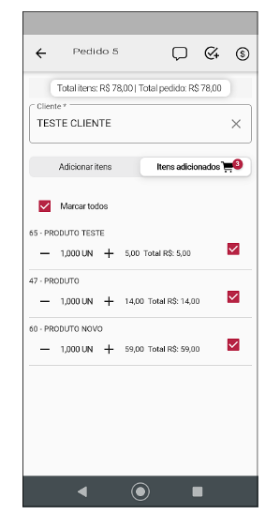 Pedido 5
Total itens: R$ 78,00 | Total pedido: R$ 78,00
Cliente *
TESTE CLIENTE
Adicionar itens
Itens adicionados 3
Marcar todos
65 - PRODUTO TESTE
1,000 UN 5,00 Total R$: 5,00
47 - PRODUTO
1,000 UN 14,00 Total R$: 14,00
60 - PRODUTO NOVO
1,000 UN 59,00 Total R$: 59,00